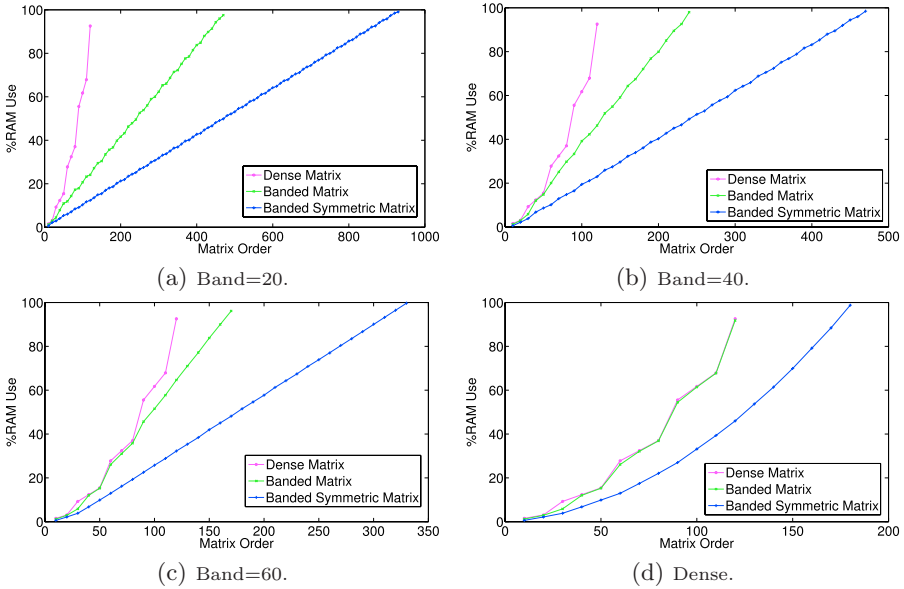 %RAM Use
100
80
60
40
20
0
0 200 400 600 800 1000
Matrix Order
Dense Matrix
Banded Matrix
Banded Symmetric Matrix
(a) Band=20.
%RAM Use
100
80
60
40
20
0
0 100 200 300 400 500
Matrix Order
Dense Matrix
Banded Matrix
Banded Symmetric Matrix
(b) Band=40.
%RAM Use
100
80
60
40
20
0
0 50 100 150 200 250 300 350
Matrix Order
Dense Matrix
Banded Matrix
Banded Symmetric Matrix
(c) Band=60.
%RAM Use
100
80
60
40
20
0
0 50 100 150 200
Matrix Order
Dense Matrix
Banded Matrix
Banded Symmetric Matrix
(d) Dense.